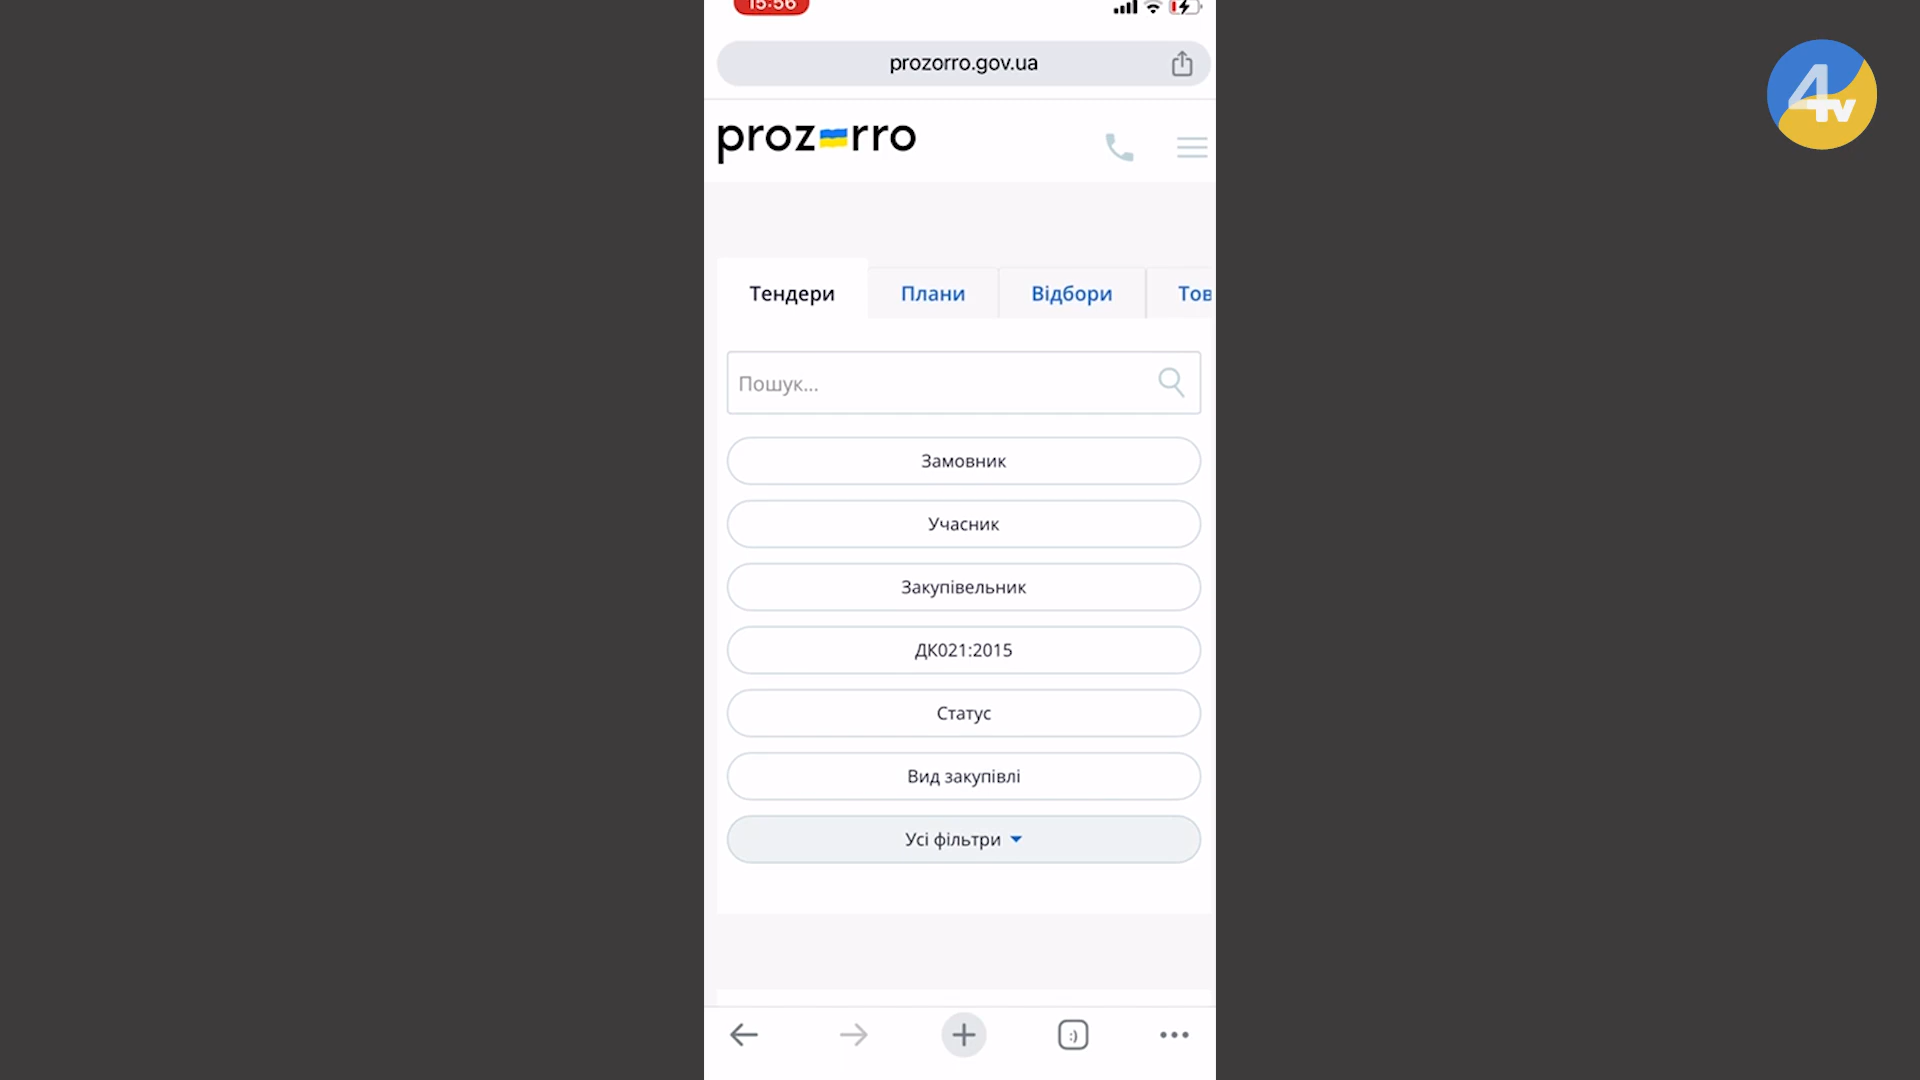 15:56
prozorro.gov.ua
prozorro
4tv
Тендери
Плани
Відбори
Тов
Пошук...
Замовник
Учасник
Закупівельник
ДК021:2015
Статус
Вид закупівлі
Усі фільтри
:)